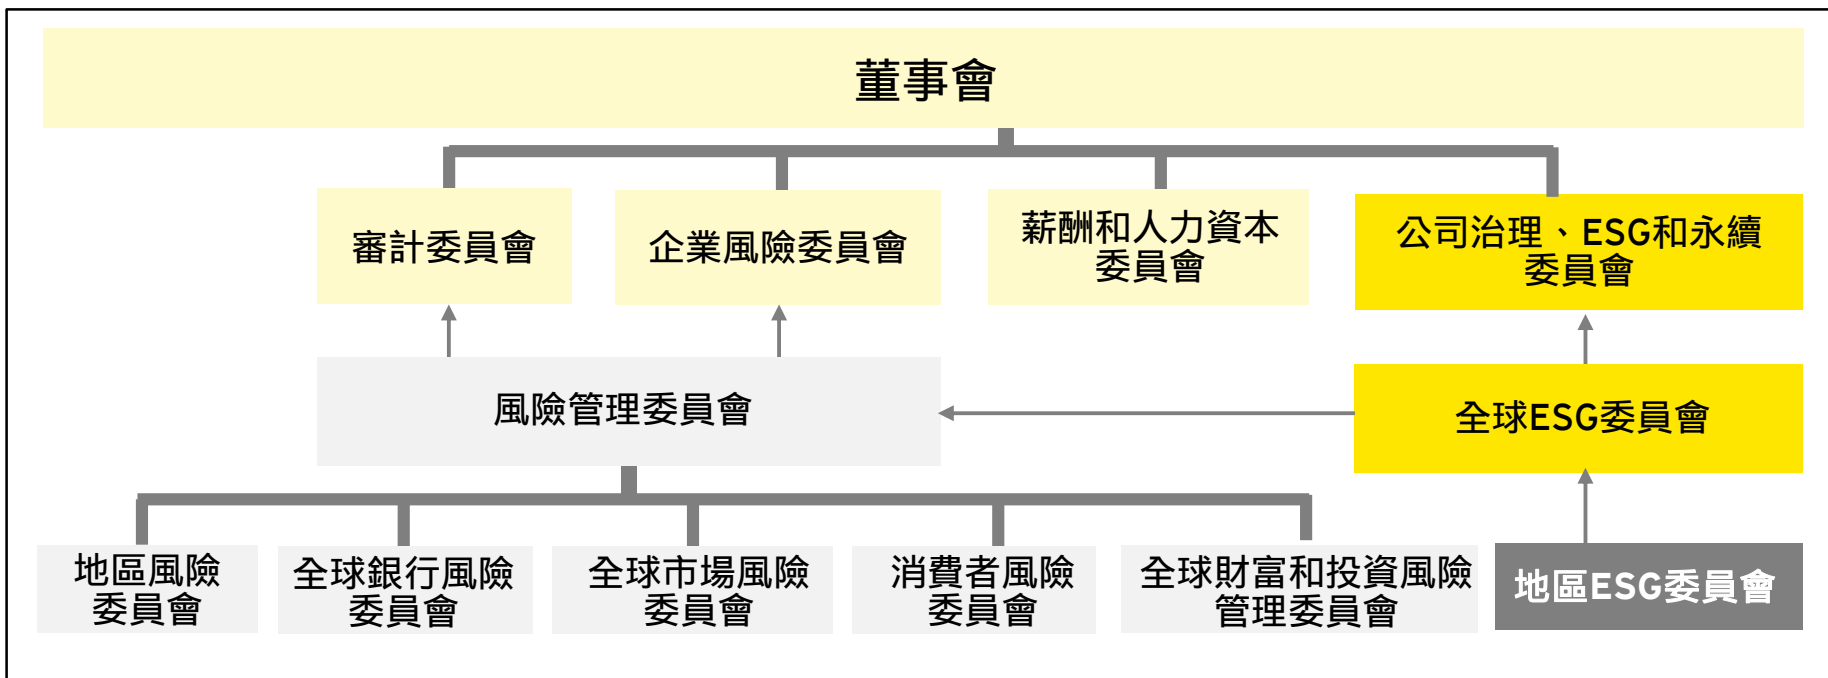 董事會
審計委員會
企業風險委員會
薪酬和人力資本
委員會
公司治理、ESG和永續
委員會
風險管理委員會
全球ESG委員會
地區風險
委員會
全球銀行風險
委員會
全球市場風險
委員會
消費者風險
委員會
全球財富和投資風險
管理委員會
地區ESG委員會